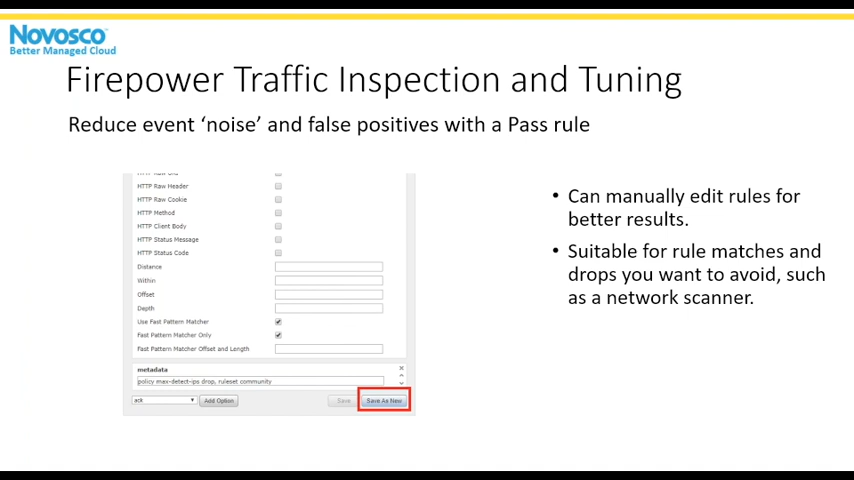 Novosco
Better Managed Cloud
Firepower Traffic Inspection and Tuning
Reduce event ‘noise’ and false positives with a Pass rule
HTTP Raw Header
HTTP Raw Cookie
HTTP Method
HTTP Client Body
HTTP Status Message
HTTP Status Code
Distance
Within
Offset
Depth
Use Fast Pattern Matcher
Fast Pattern Matcher Only
Fast Pattern Matcher Offset and Length
metadata
policy max-detect-ips drop, ruleset community
ack Add Option Save Save As New
• Can manually edit rules for
better results.
• Suitable for rule matches and
drops you want to avoid, such
as a network scanner.